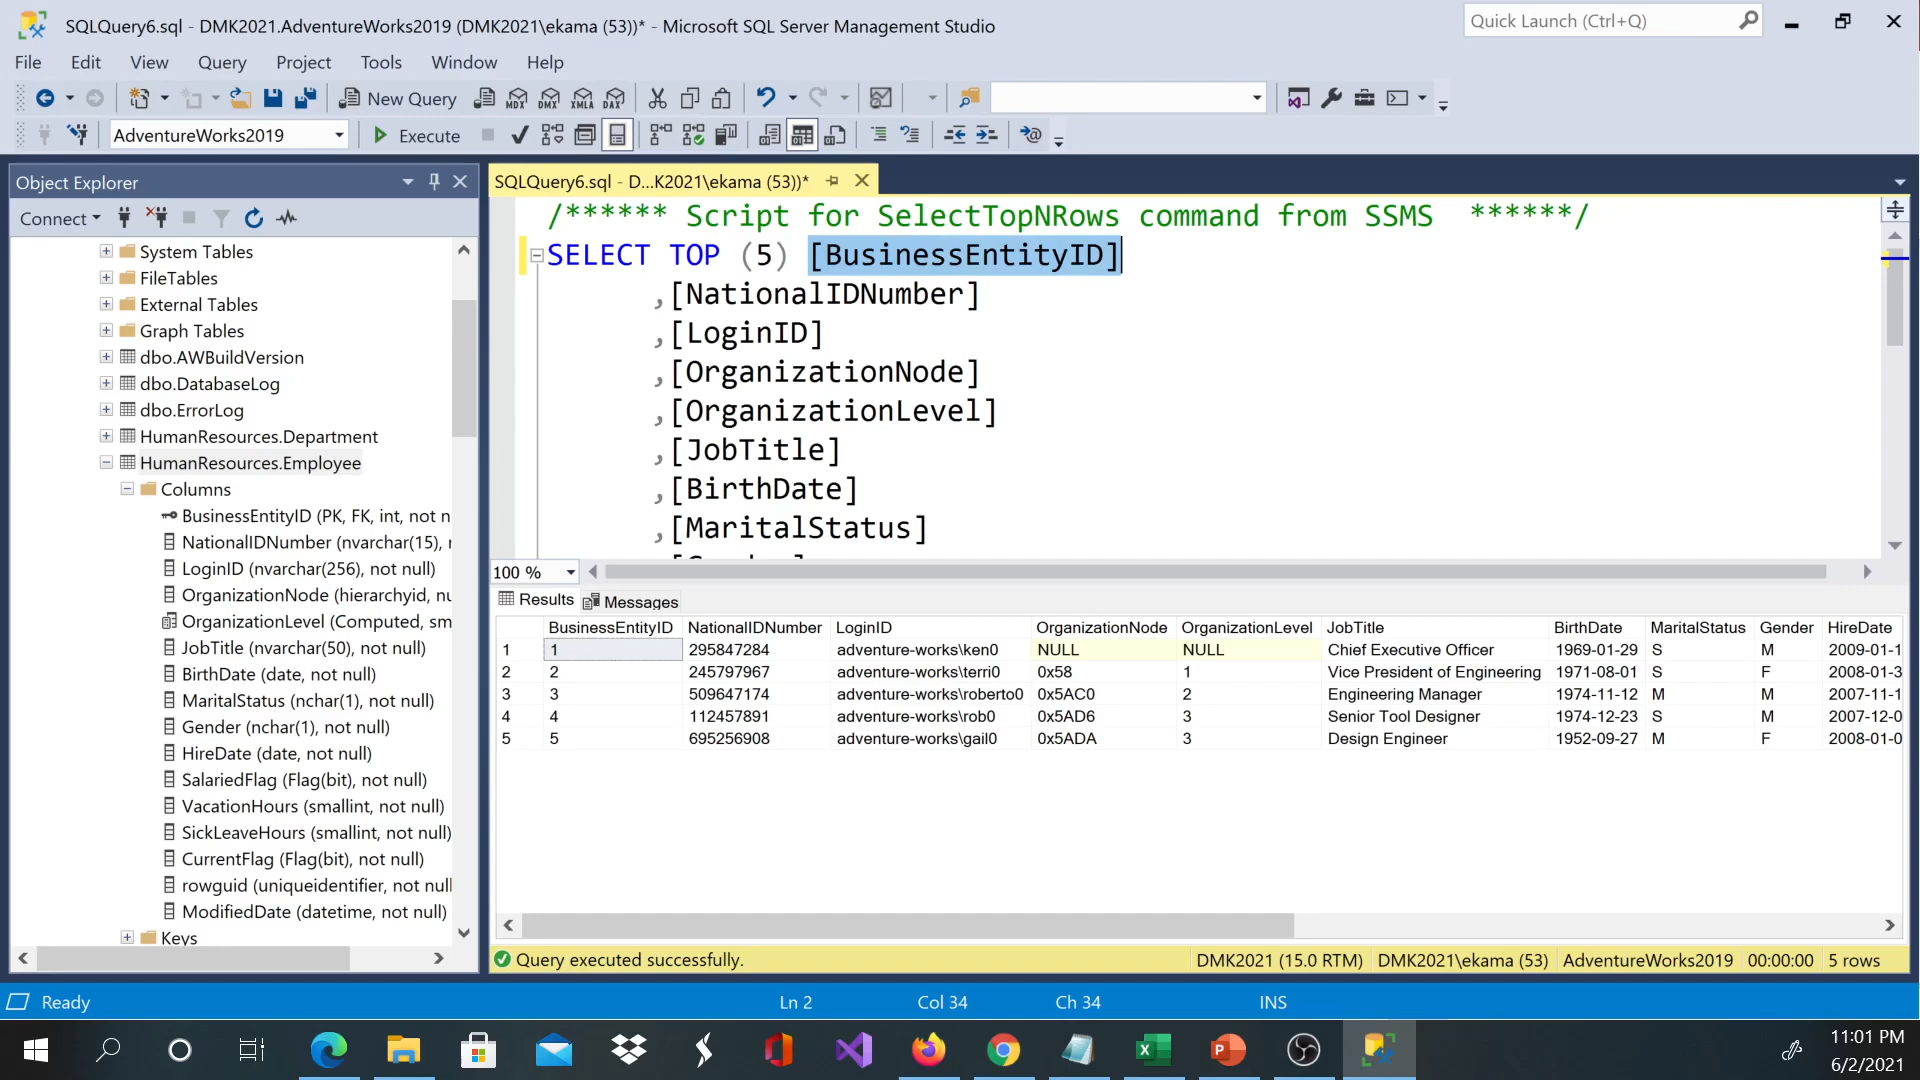 SQLQuery6.sql - DMK2021.AdventureWorks2019 (DMK2021\ekama (53))* - Microsoft SQL Server Management Studio
Quick Launch (Ctrl+Q)
File Edit View Query Project Tools Window Help
New Query MDX DMX XMLA DAX
AdventureWorks2019 Execute
Object Explorer
Connect
System Tables
FileTables
External Tables
Graph Tables
dbo.AWBuildVersion
dbo.DatabaseLog
dbo.ErrorLog
HumanResources.Department
HumanResources.Employee
Columns
BusinessEntityID (PK, FK, int, not n
NationalIDNumber (nvarchar(15), 
LoginID (nvarchar(256), not null)
OrganizationNode (hierarchyid, nu
OrganizationLevel (Computed, sm
JobTitle (nvarchar(50), not null)
BirthDate (date, not null)
MaritalStatus (nchar(1), not null)
Gender (nchar(1), not null)
HireDate (date, not null)
SalariedFlag (Flag(bit), not null)
VacationHours (smallint, not null)
SickLeaveHours (smallint, not null)
CurrentFlag (Flag(bit), not null)
rowguid (uniqueidentifier, not null
ModifiedDate (datetime, not null)
Keys
SQLQuery6.sql - D...K2021\ekama (53))*
/****** Script for SelectTopNRows command from SSMS ******/
SELECT TOP (5) [BusinessEntityID]
,[NationalIDNumber]
,[LoginID]
,[OrganizationNode]
,[OrganizationLevel]
,[JobTitle]
,[BirthDate]
,[MaritalStatus]
100 %
Results Messages
BusinessEntityID NationalIDNumber LoginID OrganizationNode OrganizationLevel JobTitle BirthDate MaritalStatus Gender HireDate
1 1 295847284 adventure-works\ken0 NULL NULL Chief Executive Officer 1969-01-29 S M 2009-01-1
2 2 245797967 adventure-works\terri0 0x58 1 Vice President of Engineering 1971-08-01 S F 2008-01-3
3 3 509647174 adventure-works\roberto0 0x5AC0 2 Engineering Manager 1974-11-12 M M 2007-11-1
4 4 112457891 adventure-works\rob0 0x5AD6 3 Senior Tool Designer 1974-12-23 S M 2007-12-0
5 5 695256908 adventure-works\gail0 0x5ADA 3 Design Engineer 1952-09-27 M F 2008-01-0
Query executed successfully. DMK2021 (15.0 RTM) DMK2021\ekama (53) AdventureWorks2019 00:00:00 5 rows
Ready Ln 2 Col 34 Ch 34 INS
11:01 PM
6/2/2021